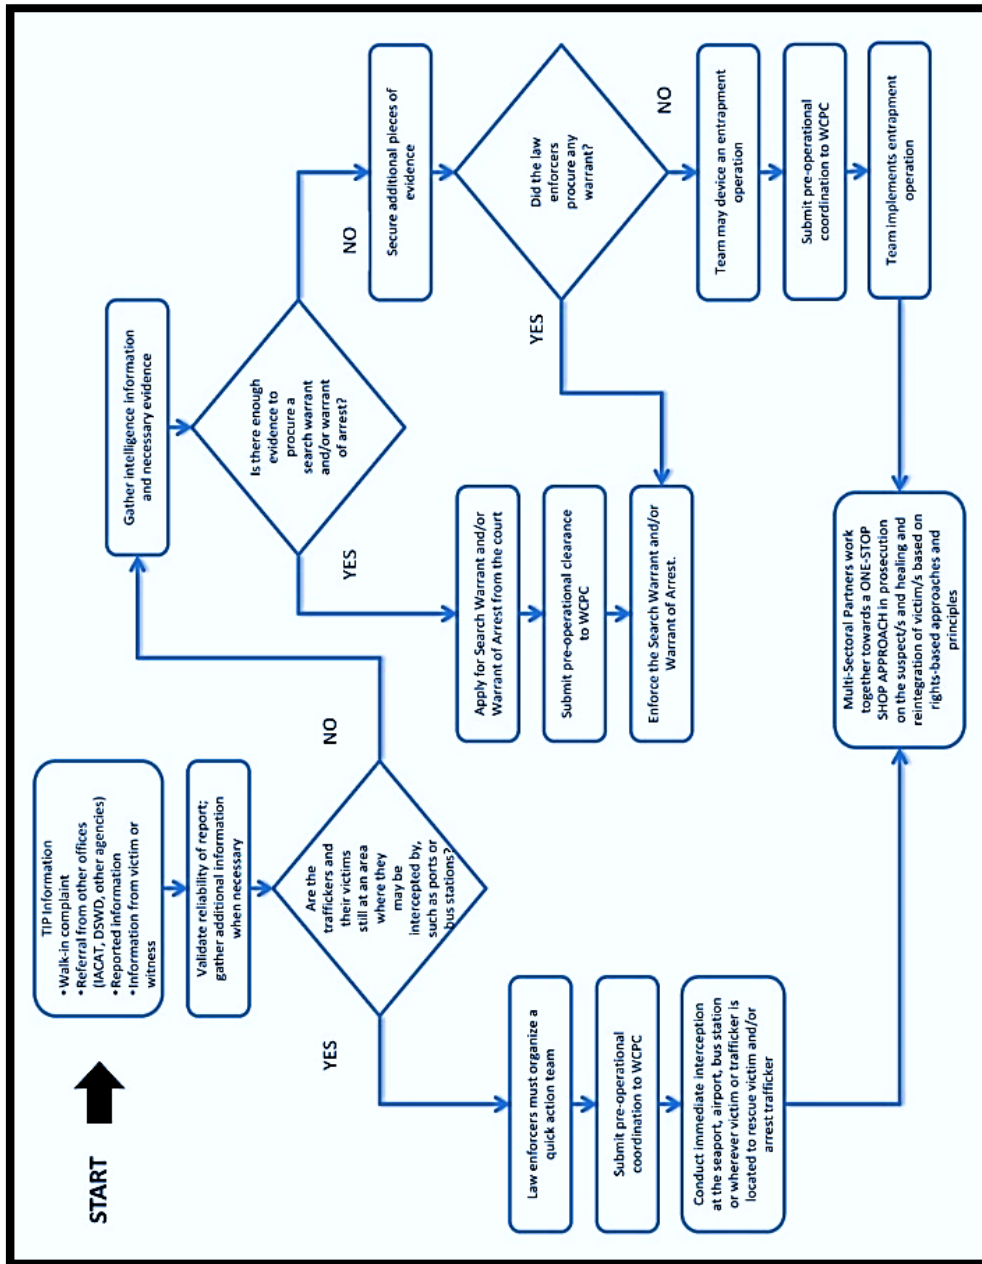 START
TIP Information
• Walk-in complaint
• Referral from other offices
(IACAT, DSWD, other agencies)
• Reported information
• Information from victim or
witness
Validate reliability of report;
gather additional information
when necessary
Are the
traffickers and
their victims
still at an area
where they
may be
intercepted by,
such as ports or
bus stations?
YES
NO
Law enforcers must organize a
quick action team
Submit pre-operational
coordination to WCPC
Conduct immediate interception
at the seaport, airport, bus station
or wherever victim or trafficker is
located to rescue victim and/or
arrest trafficker
Gather intelligence information
and necessary evidence
Is there enough
evidence to
procure a
search warrant
and/or warrant
of arrest?
YES
NO
Apply for Search Warrant and/or
Warrant of Arrest from the court
Submit pre-operational clearance
to WCPC
Enforce the Search Warrant and/or
Warrant of Arrest.
Secure additional pieces of
evidence
Did the law
enforcers
procure any
warrant?
YES
NO
Team may device an entrapment
operation
Submit pre-operational
coordination to WCPC
Team implements entrapment
operation
Multi-Sectoral Partners work
together towards a ONE-STOP
SHOP APPROACH in prosecution
on the suspect/s and healing and
reintegration of victim/s based on
rights-based approaches and
principles